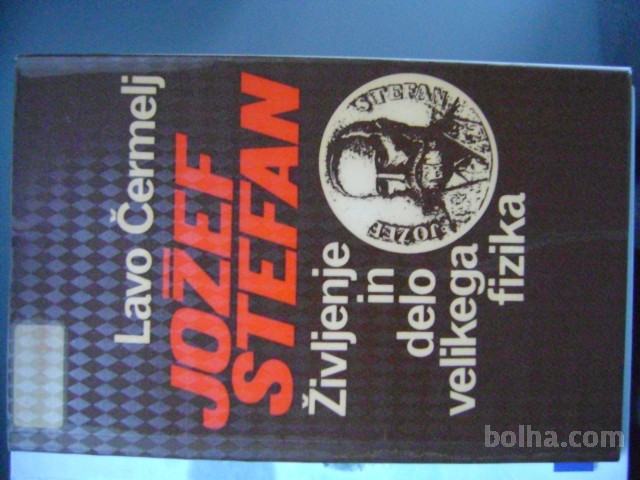 Lavo Čermelj
JOŽEF
STEFAN
Življenje
in
delo
velikega
fizika
STEFAN
JOŽEF
bolha.com